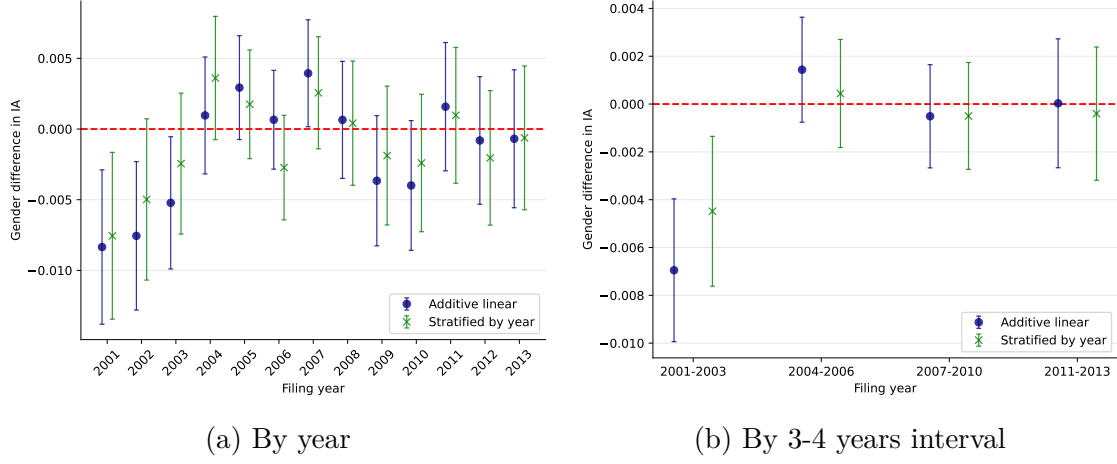 Gender difference in IA
0.005
0.000
−0.005
−0.010
Additive linear
Stratified by year
2001 2002 2003 2004 2005 2006 2007 2008 2009 2010 2011 2012 2013
Filing year
(a) By year
Gender difference in IA
0.004
0.002
0.000
−0.002
−0.004
−0.006
−0.008
−0.010
Additive linear
Stratified by year
2001-2003 2004-2006 2007-2010 2011-2013
Filing year
(b) By 3-4 years interval